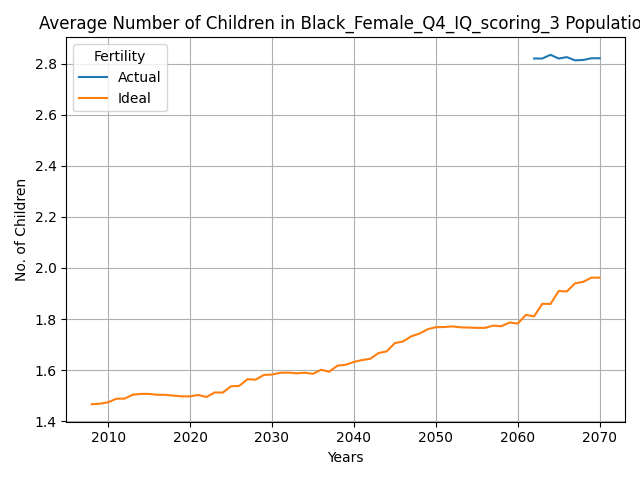 Average Number of Children in Black_Female_Q4_IQ_scoring_3 Populatio
Fertility
Actual
Ideal
No. of Children
2.8
2.6
2.4
2.2
2.0
1.8
1.6
1.4
2010 2020 2030 2040 2050 2060 2070
Years